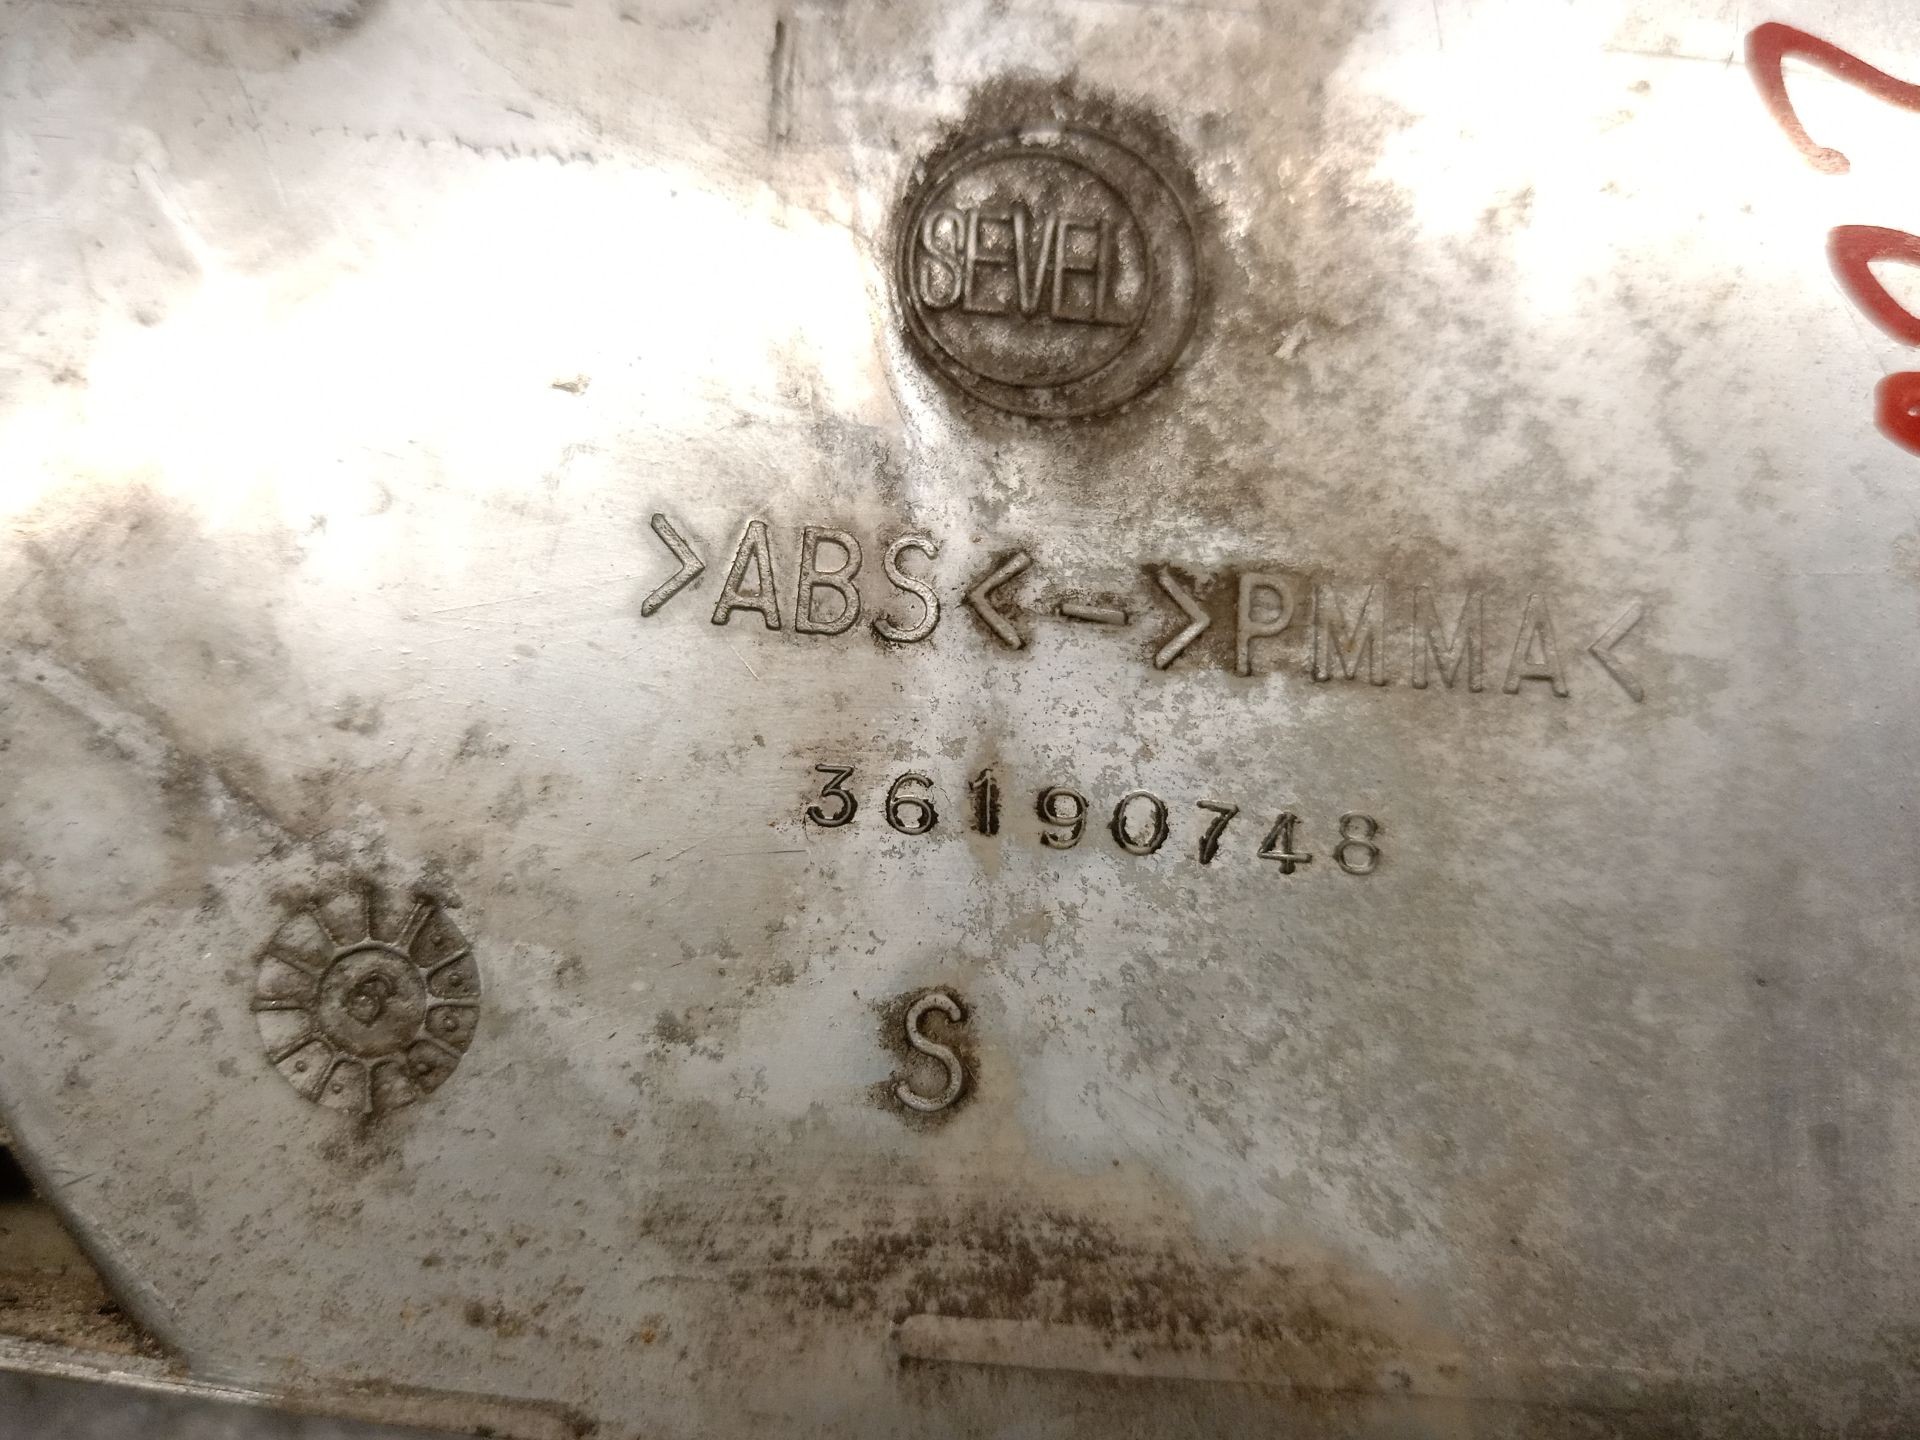 SEVEL
>ABS<->PMMA<
36190748
S